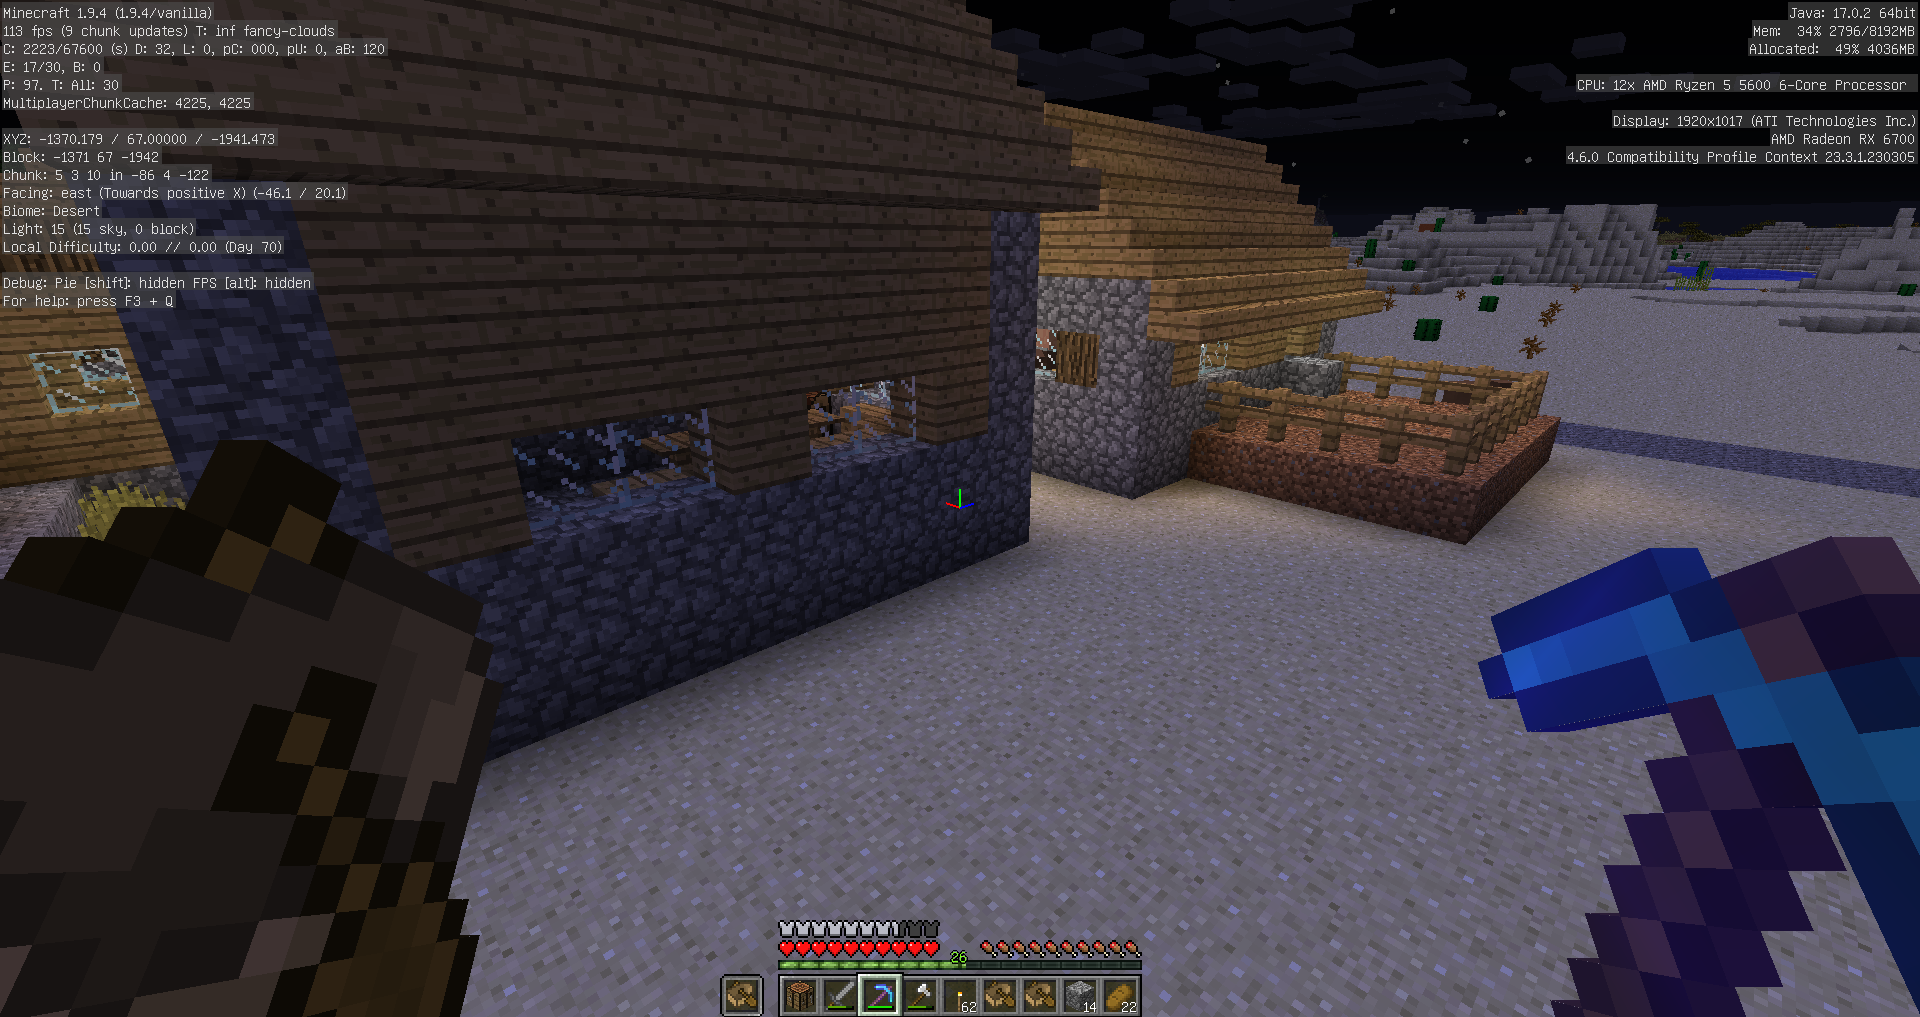 Minecraft 1.9.4 (1.9.4/vanilla)
113 fps (9 chunk updates) T: inf fancy-clouds
C: 2223/67600 (s) D: 32, L: 0, pC: 000, pU: 0, aB: 120
E: 17/30, B: 0
P: 97. T: All: 30
MultiplayerChunkCache: 4225, 4225
XYZ: -1370.179 / 67.00000 / -1941.473
Block: -1371 67 -1942
Chunk: 5 3 10 in -86 4 -122
Facing: east (Towards positive X) (-46.1 / 20.1)
Biome: Desert
Light: 15 (15 sky, 0 block)
Local Difficulty: 0.00 // 0.00 (Day 70)
Debug: Pie [shift]: hidden FPS [alt]: hidden
For help: press F3 + Q
Java: 17.0.2 64bit
Mem: 34% 2796/8192MB
Allocated: 49% 4036MB
CPU: 12x AMD Ryzen 5 5600 6-Core Processor
Display: 1920x1017 (ATI Technologies Inc.)
AMD Radeon RX 6700
4.6.0 Compatibility Profile Context 23.3.1.230305
26
62
14
22